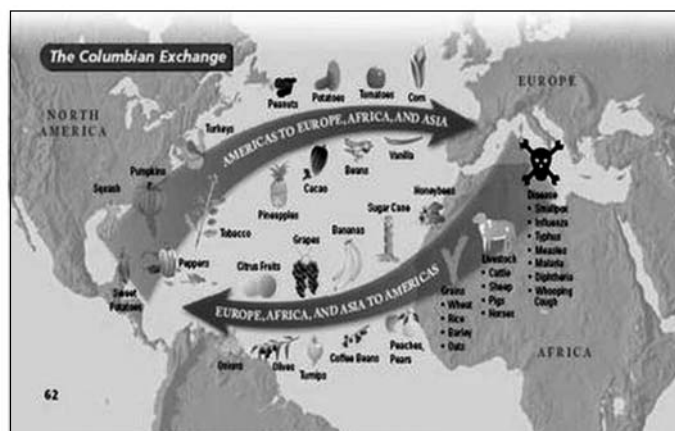 The Columbian Exchange
NORTH
AMERICA
EUROPE
Peanuts
Potatoes
Tomatoes
Corn
Turkeys
AMERICAS TO EUROPE, AFRICA, AND ASIA
Pumpkins
Squash
Pineapples
Cacao
Beans
Vanilla
Tobacco
Peppers
Sweet
Potatoes
Honeybees
Sugar Cane
Bananas
Grapes
Citrus Fruits
Disease
• Smallpox
• Influenza
• Typhus
• Measles
• Malaria
• Diphtheria
• Whooping
Cough
Livestock
• Cattle
• Sheep
• Pigs
• Horses
Grains
• Wheat
• Rice
• Barley
• Oats
EUROPE, AFRICA, AND ASIA TO AMERICAS
Onions
Olives
Turnips
Coffee Beans
Peaches,
Pears
AFRICA
62